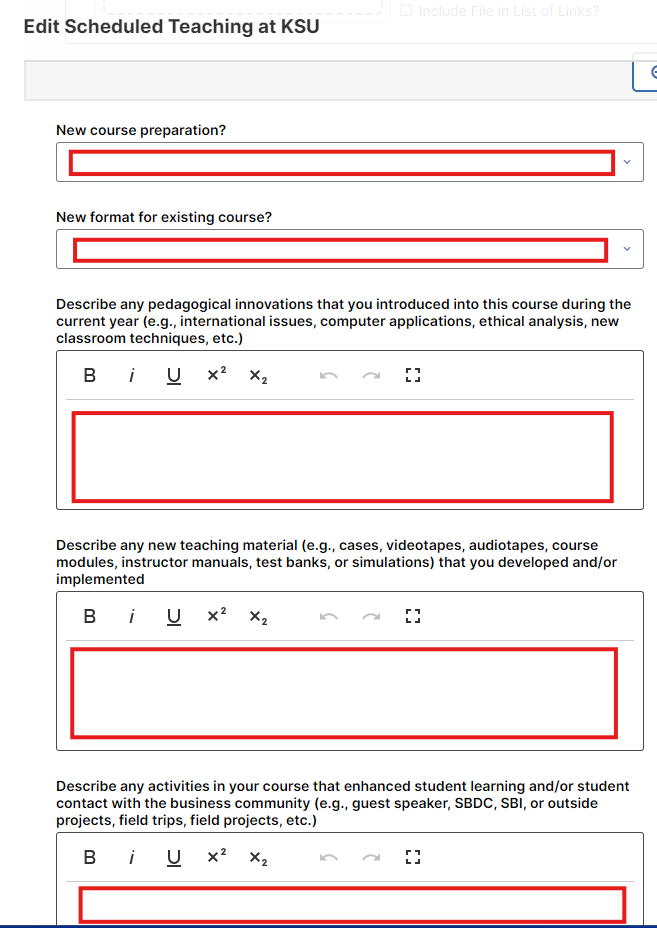 Include File in List of Links?
Edit Scheduled Teaching at KSU
New course preparation?
New format for existing course?
Describe any pedagogical innovations that you introduced into this course during the
current year (e.g., international issues, computer applications, ethical analysis, new
classroom techniques, etc.)
B i U x² x₂
Describe any new teaching material (e.g., cases, videotapes, audiotapes, course
modules, instructor manuals, test banks, or simulations) that you developed and/or
implemented
B i U x² x₂
Describe any activities in your course that enhanced student learning and/or student
contact with the business community (e.g., guest speaker, SBDC, SBI, or outside
projects, field trips, field projects, etc.)
B i U x² x₂